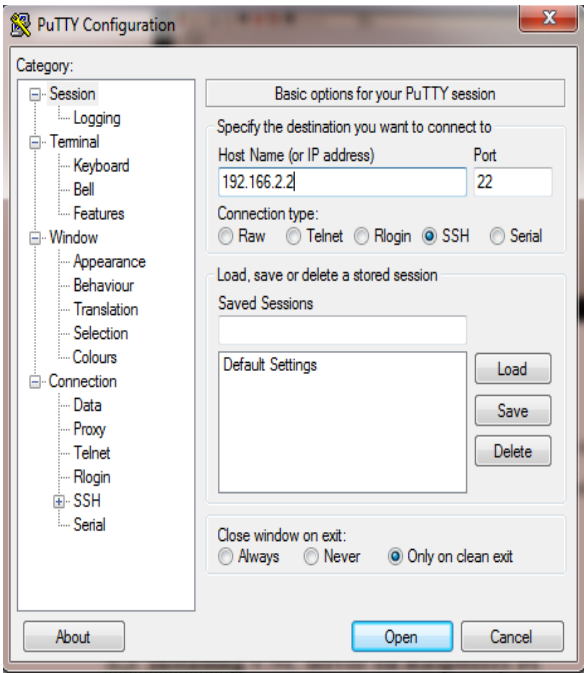 PuTTY Configuration
Category:
Session
Logging
Terminal
Keyboard
Bell
Features
Window
Appearance
Behaviour
Translation
Selection
Colours
Connection
Data
Proxy
Telnet
Rlogin
SSH
Serial
Basic options for your PuTTY session
Specify the destination you want to connect to
Host Name (or IP address) Port
192.166.2.2 22
Connection type:
Raw Telnet Rlogin SSH Serial
Load, save or delete a stored session
Saved Sessions
Default Settings
Load
Save
Delete
Close window on exit:
Always Never Only on clean exit
About Open Cancel